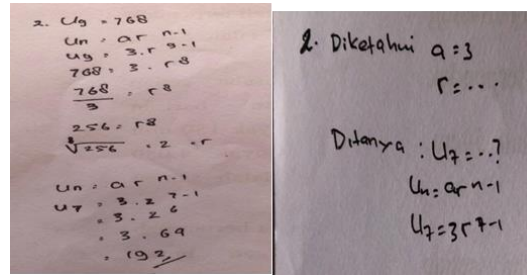 2. U9 = 768
Un = ar n-1
U9 = 3.r 9-1
768 = 3 . r8
768
3 = r8
256 = r8
8√256 = 2 = r
Un = ar n-1
U7 = 3.2 7-1
= 3.2 6
= 3.64
= 192
2. Diketahui a = 3
r = ...
Ditanya : U7 = ..?
Un = ar n-1
U7 = 3r 7-1